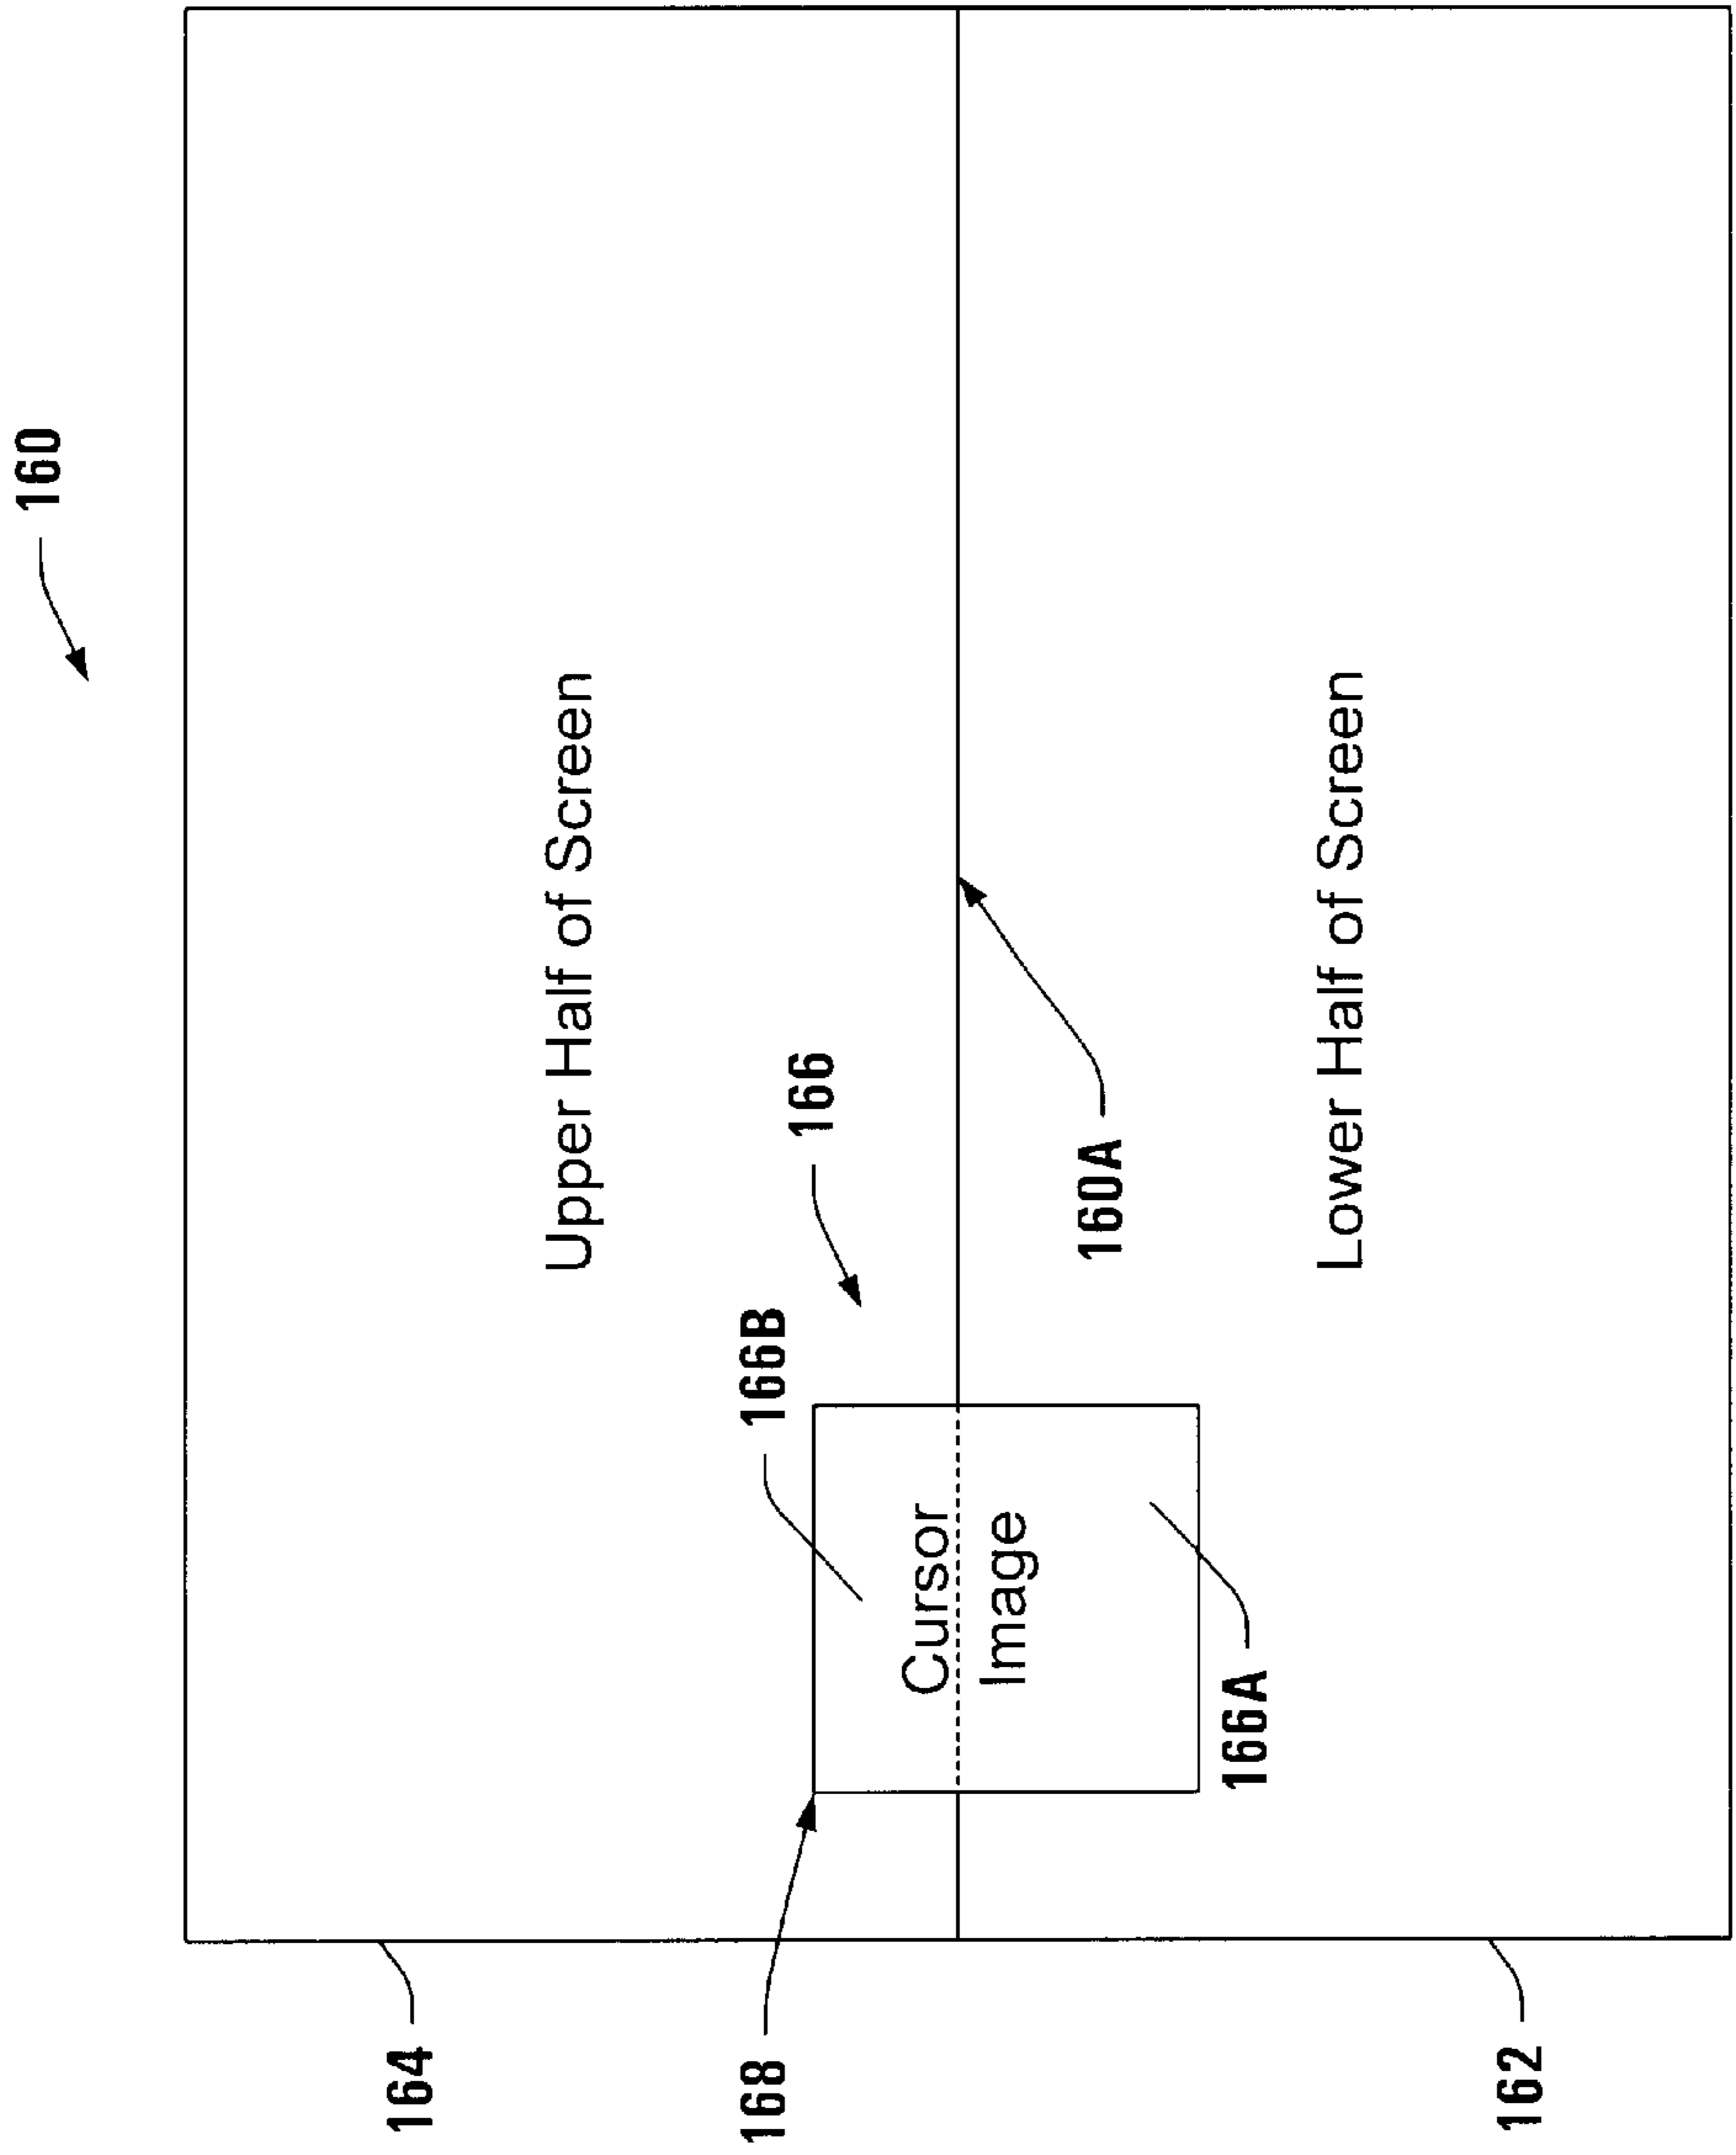 160
164
Upper Half of Screen
166B
166
168
Cursor
Image
160A
166A
162
Lower Half of Screen